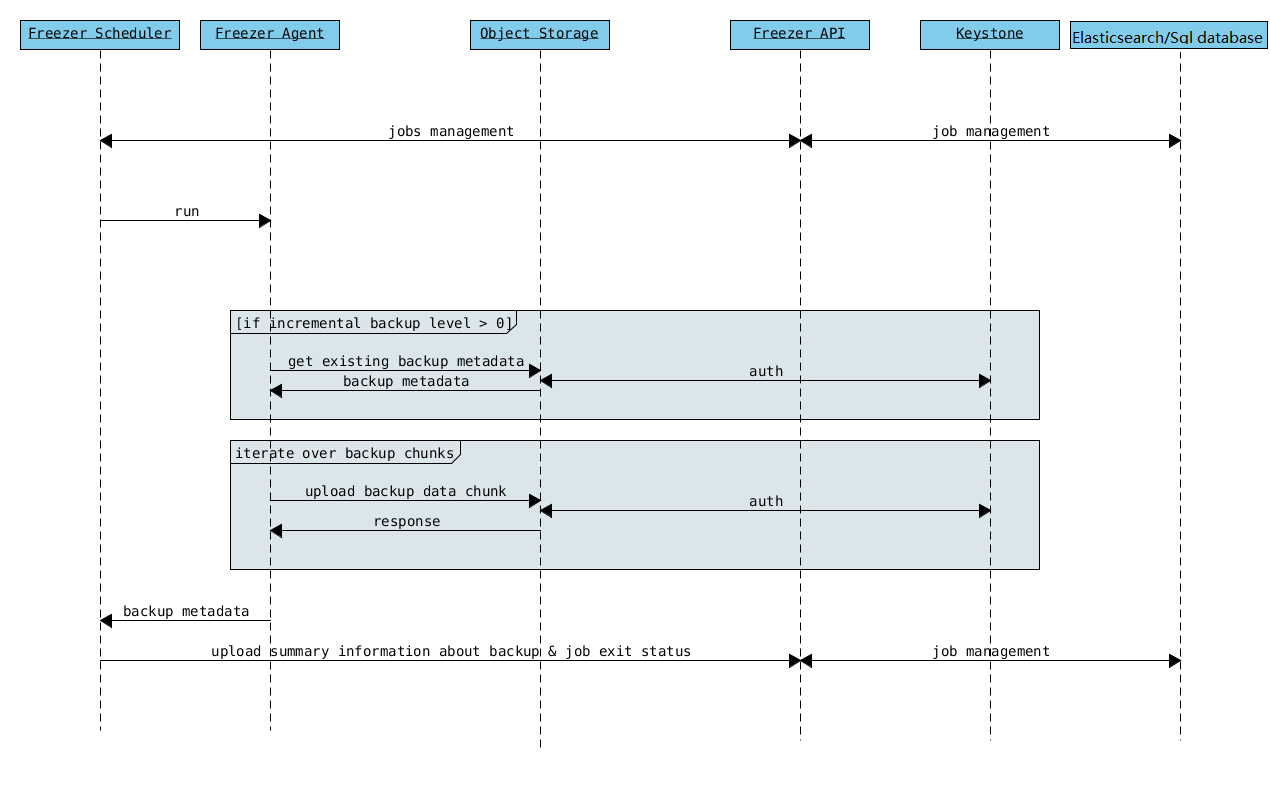 Freezer Scheduler
Freezer Agent
Object Storage
Freezer API
Keystone
Elasticsearch/Sql database
jobs management
job management
run
[if incremental backup level > 0]
get existing backup metadata
auth
backup metadata
iterate over backup chunks
upload backup data chunk
auth
response
backup metadata
upload summary information about backup & job exit status
job management